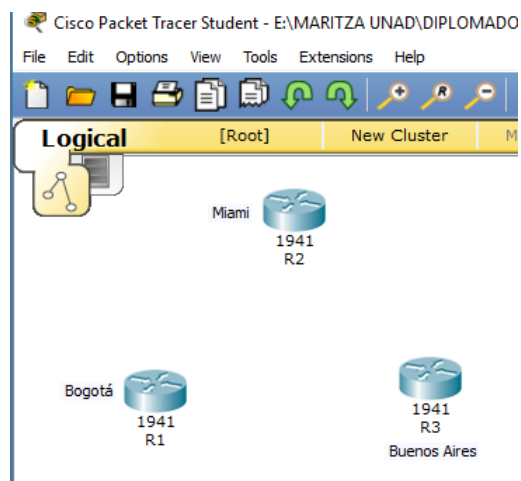 Cisco Packet Tracer Student - E:\MARITZA UNAD\DIPLOMADO
File Edit Options View Tools Extensions Help
Logical [Root] New Cluster M
Miami
1941
R2
Bogotá
1941
R1
1941
R3
Buenos Aires